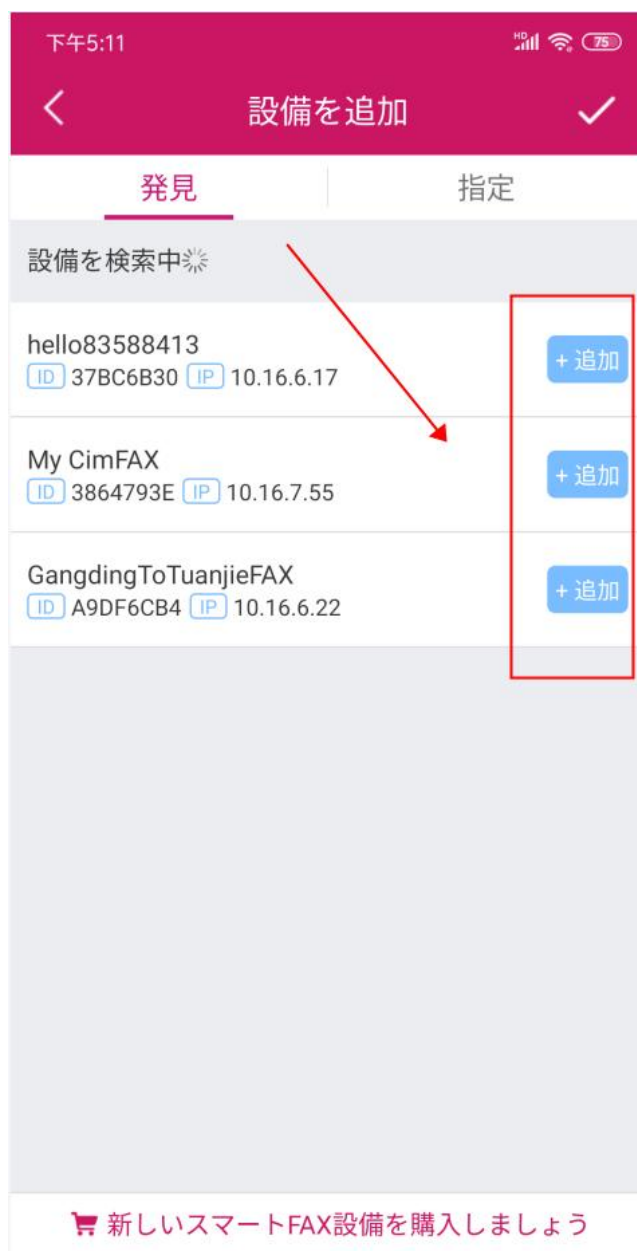 下午5:11 HD 75
設備を追加
発見 指定
設備を検索中
hello83588413
ID 37BC6B30 IP 10.16.6.17
+ 追加
My CimFAX
ID 3864793E IP 10.16.7.55
+ 追加
GangdingToTuanjieFAX
ID A9DF6CB4 IP 10.16.6.22
+ 追加
新しいスマートFAX設備を購入しましょう